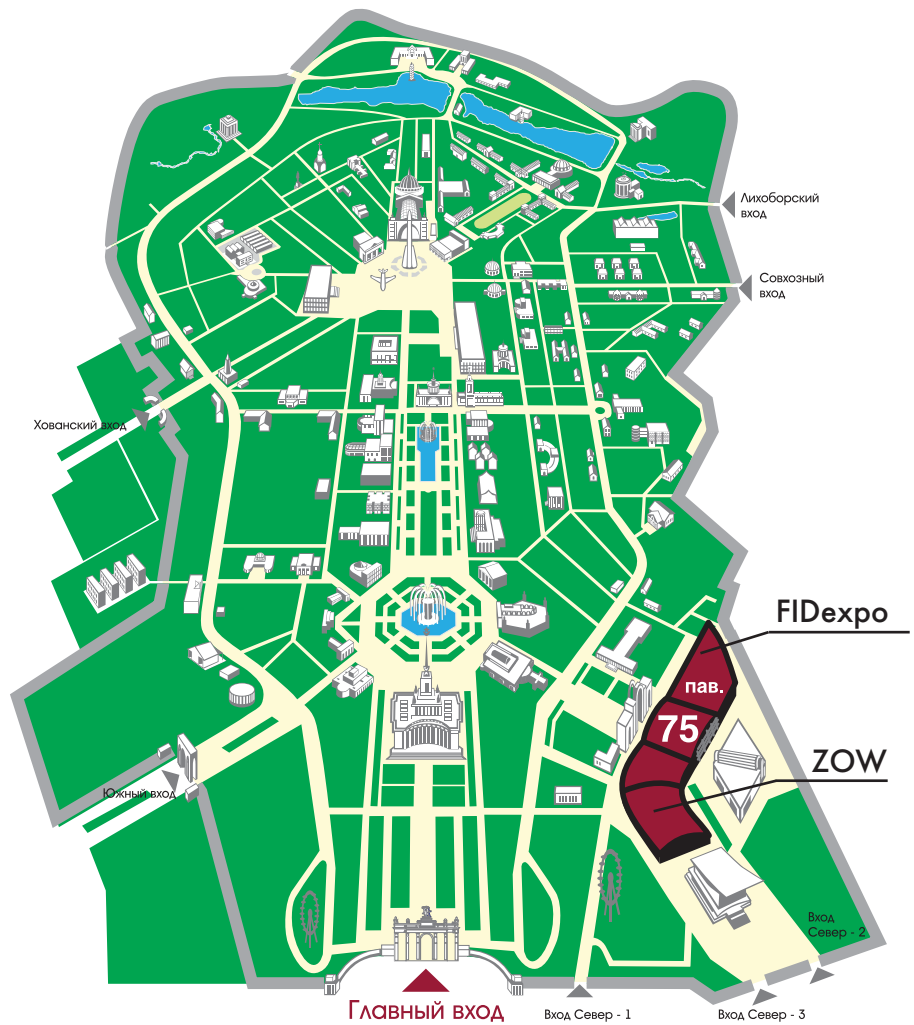 Лихоборский
вход
Совхозный
вход
Хованский вход
FIDexpo
пав.
75
ZOW
Южный вход
Вход
Север - 2
Главный вход
Вход Север - 1
Вход Север - 3